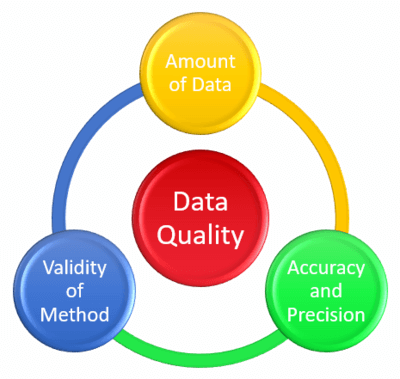 Amount
of Data
Data
Quality
Validity
of
Method
Accuracy
and
Precision